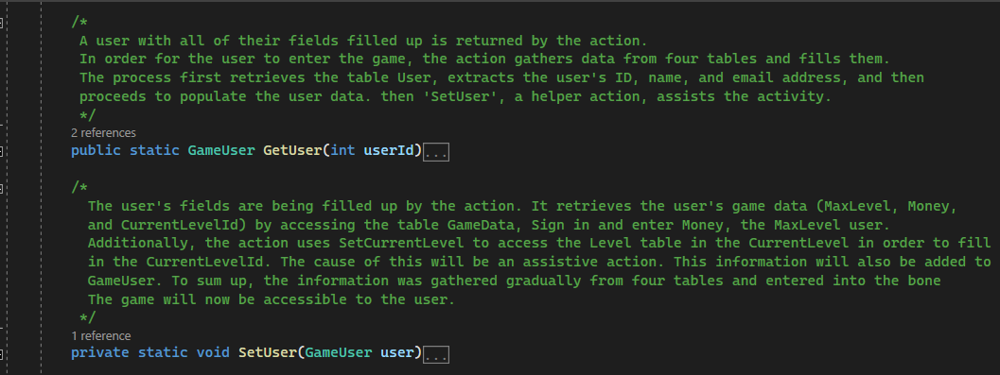 /*
A user with all of their fields filled up is returned by the action.
In order for the user to enter the game, the action gathers data from four tables and fills them.
The process first retrieves the table User, extracts the user's ID, name, and email address, and then
proceeds to populate the user data. then 'SetUser', a helper action, assists the activity.
*/
2 references
public static GameUser GetUser(int userId)...
/*
The user's fields are being filled up by the action. It retrieves the user's game data (MaxLevel, Money,
and CurrentLevelId) by accessing the table GameData, Sign in and enter Money, the MaxLevel user.
Additionally, the action uses SetCurrentLevel to access the Level table in the CurrentLevel in order to fill
in the CurrentLevelId. The cause of this will be an assistive action. This information will also be added to
GameUser. To sum up, the information was gathered gradually from four tables and entered into the bone
The game will now be accessible to the user.
*/
1 reference
private static void SetUser(GameUser user)...